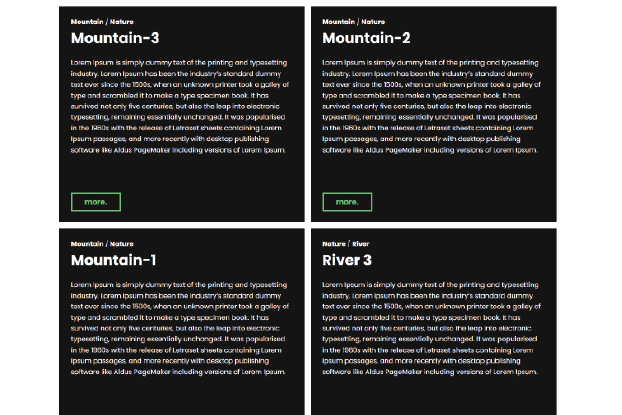 Mountain / Nature
Mountain-3
Lorem Ipsum is simply dummy text of the printing and typesetting
industry. Lorem Ipsum has been the industry's standard dummy
text ever since the 1500s, when an unknown printer took a galley of
type and scrambled it to make a type specimen book. It has
survived not only five centuries, but also the leap into electronic
typesetting, remaining essentially unchanged. It was popularised
in the 1960s with the release of Letraset sheets containing Lorem
Ipsum passages, and more recently with desktop publishing
software like Aldus PageMaker including versions of Lorem Ipsum.
more.
Mountain / Nature
Mountain-2
Lorem Ipsum is simply dummy text of the printing and typesetting
industry. Lorem Ipsum has been the industry's standard dummy
text ever since the 1500s, when an unknown printer took a galley of
type and scrambled it to make a type specimen book. It has
survived not only five centuries, but also the leap into electronic
typesetting, remaining essentially unchanged. It was popularised
in the 1960s with the release of Letraset sheets containing Lorem
Ipsum passages, and more recently with desktop publishing
software like Aldus PageMaker including versions of Lorem Ipsum.
more.
Mountain / Nature
Mountain-1
Lorem Ipsum is simply dummy text of the printing and typesetting
industry. Lorem Ipsum has been the industry's standard dummy
text ever since the 1500s, when an unknown printer took a galley of
type and scrambled it to make a type specimen book. It has
survived not only five centuries, but also the leap into electronic
typesetting, remaining essentially unchanged. It was popularised
in the 1960s with the release of Letraset sheets containing Lorem
Ipsum passages, and more recently with desktop publishing
software like Aldus PageMaker including versions of Lorem Ipsum.
Nature / River
River 3
Lorem Ipsum is simply dummy text of the printing and typesetting
industry. Lorem Ipsum has been the industry's standard dummy
text ever since the 1500s, when an unknown printer took a galley of
type and scrambled it to make a type specimen book. It has
survived not only five centuries, but also the leap into electronic
typesetting, remaining essentially unchanged. It was popularised
in the 1960s with the release of Letraset sheets containing Lorem
Ipsum passages, and more recently with desktop publishing
software like Aldus PageMaker including versions of Lorem Ipsum.